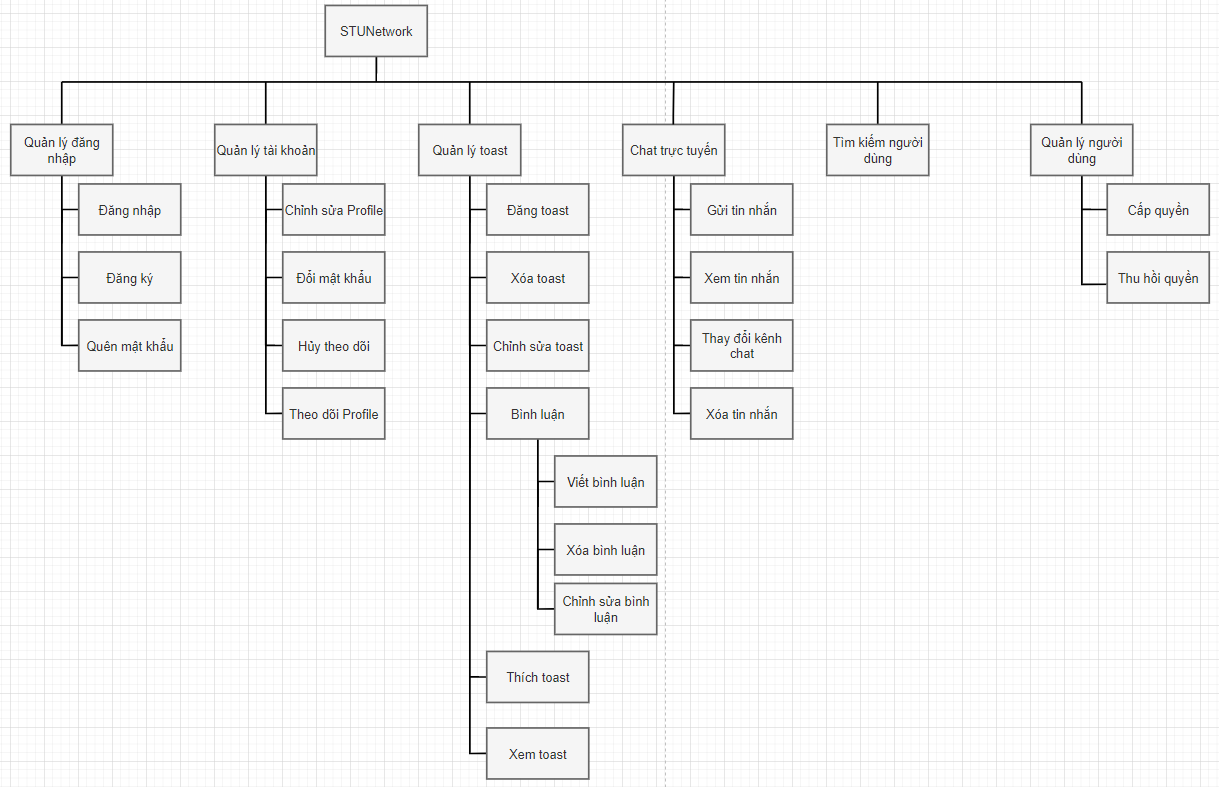 STUNetwork
Quản lý đăng
nhập
Đăng nhập
Đăng ký
Quên mật khẩu
Quản lý tài khoản
Chỉnh sửa Profile
Đổi mật khẩu
Hủy theo dõi
Theo dõi Profile
Quản lý toast
Đăng toast
Xóa toast
Chỉnh sửa toast
Bình luận
Viết bình luận
Xóa bình luận
Chỉnh sửa bình
luận
Thích toast
Xem toast
Chat trực tuyến
Gửi tin nhắn
Xem tin nhắn
Thay đổi kênh
chat
Xóa tin nhắn
Tìm kiếm người
dùng
Quản lý người
dùng
Cấp quyền
Thu hồi quyền